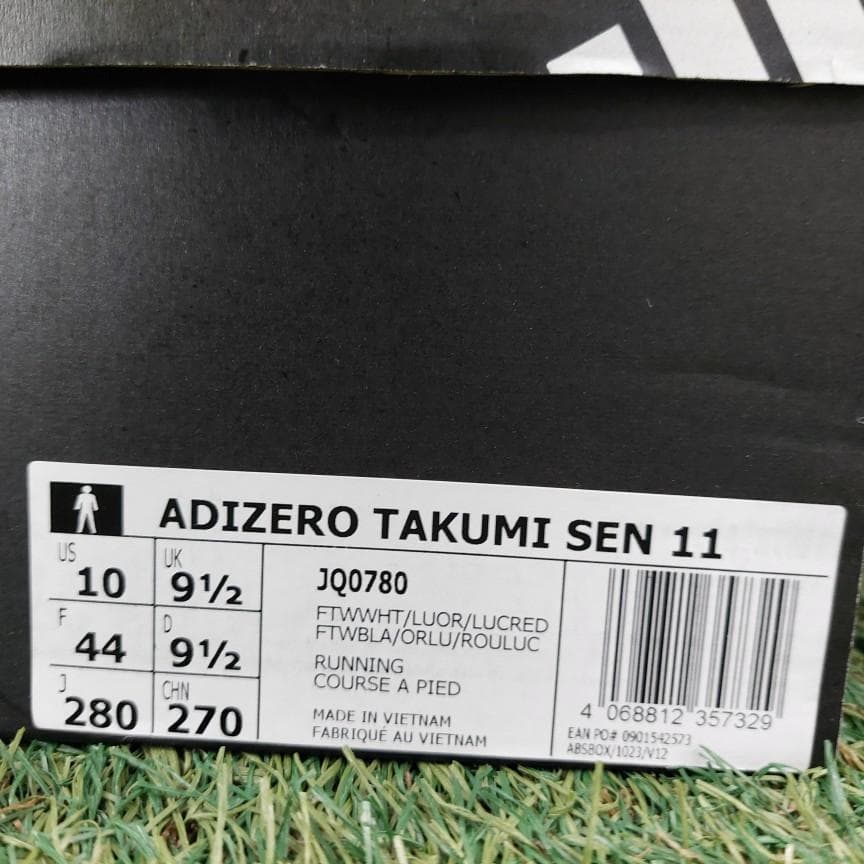 ADIZERO TAKUMI SEN 11
US 10 UK 9½
F 44 D 9½
J 280 CHN 270
JQ0780
FTWWHT/LUOR/LUCRED
FTWBLA/ORLU/ROULUC
RUNNING
COURSE A PIED
MADE IN VIETNAM
FABRIQUÉ AU VIETNAM
4 068812 357329
EAN PO# 0901542573
ABSBOX/1023/V12